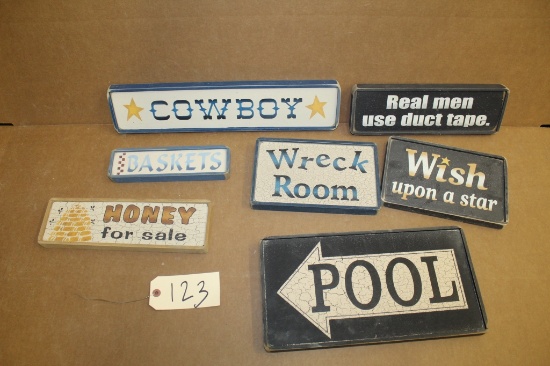 COWBOY
Real men
use duct tape.
BASKETS
Wreck
Room
Wish
upon a star
HONEY
for sale
POOL
123